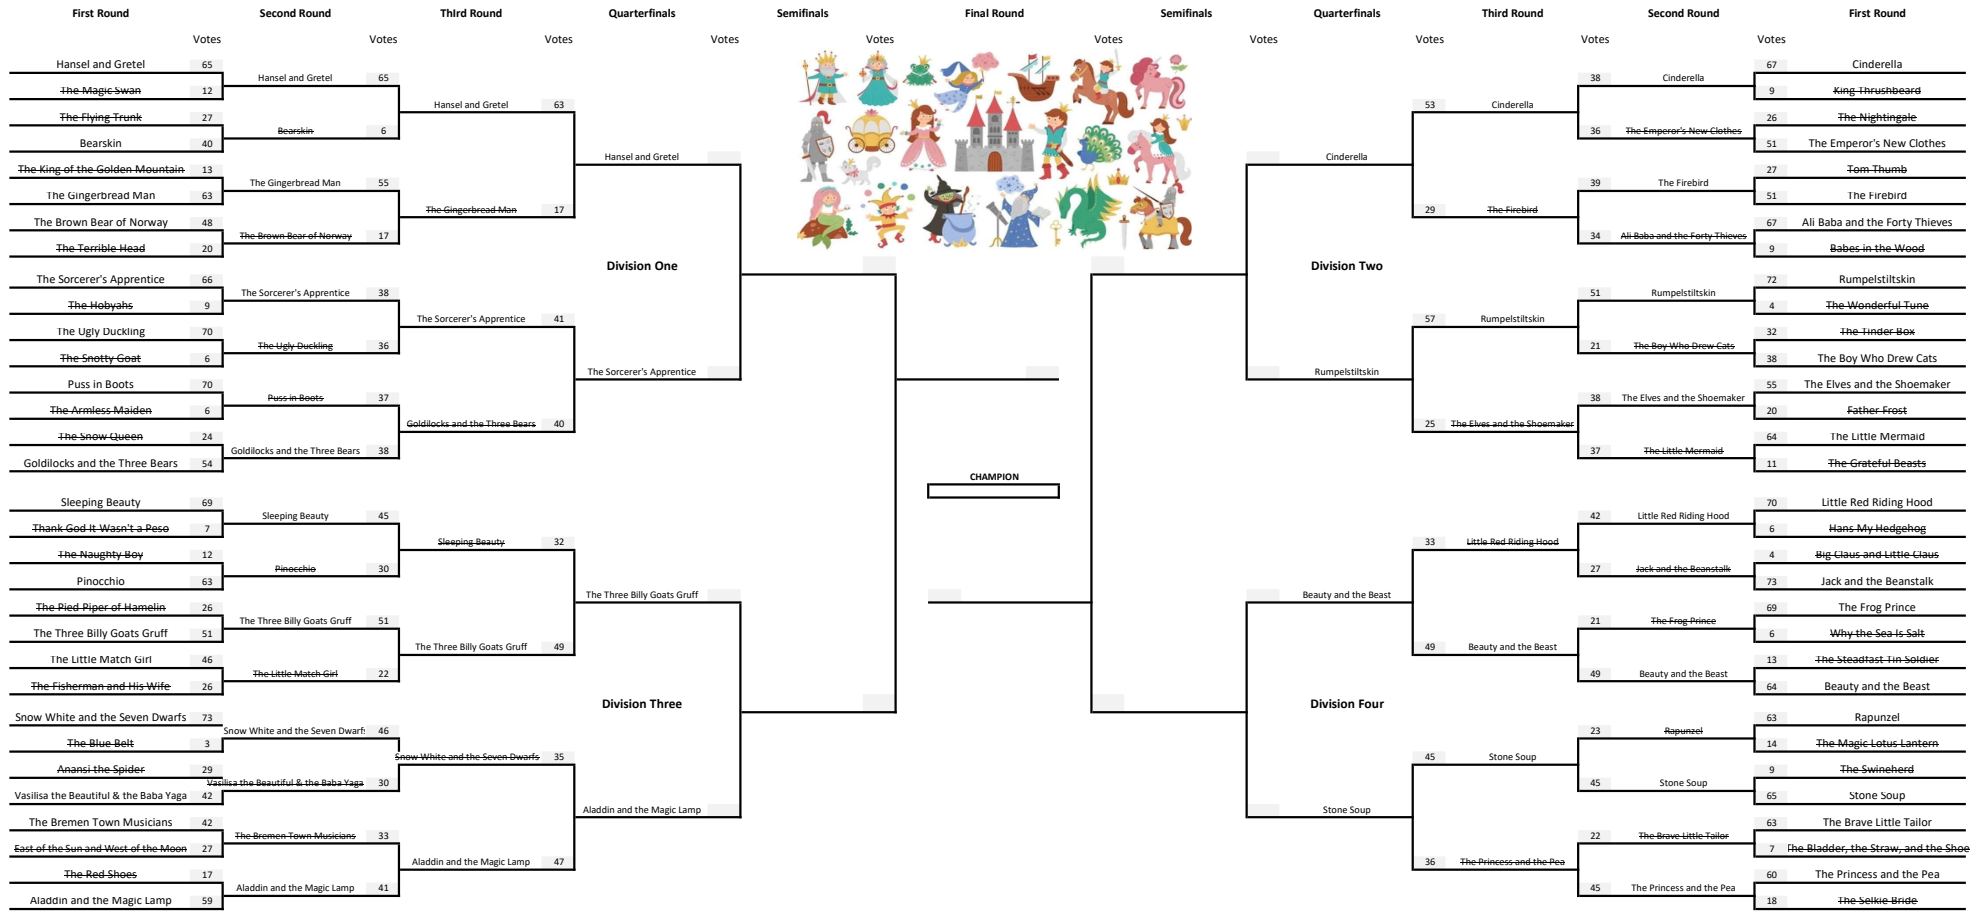 First Round Second Round Third Round Quarterfinals Semifinals Final Round Semifinals Quarterfinals Third Round Second Round First Round
Votes Votes Votes Votes Votes Votes Votes Votes Votes Votes
Hansel and Gretel 65
The Magic Swan 12
The Flying Trunk 27
Bearskin 40
The King of the Golden Mountain 13
The Gingerbread Man 63
The Brown Bear of Norway 48
The Terrible Head 20
The Sorcerer's Apprentice 66
The Hobyahs 9
The Ugly Duckling 70
The Snotty Goat 6
Puss in Boots 70
The Armless Maiden 6
The Snow Queen 24
Goldilocks and the Three Bears 54
Sleeping Beauty 69
Thank God It Wasn't a Peso 7
The Naughty Boy 12
Pinocchio 63
The Pied Piper of Hamelin 26
The Three Billy Goats Gruff 51
The Little Match Girl 46
The Fisherman and His Wife 26
Snow White and the Seven Dwarfs 73
The Blue Belt 3
Anansi the Spider 29
Vasilisa the Beautiful & the Baba Yaga 42
The Bremen Town Musicians 42
East of the Sun and West of the Moon 27
The Red Shoes 17
Aladdin and the Magic Lamp 59
Hansel and Gretel 65
Bearskin 6
The Gingerbread Man 55
The Brown Bear of Norway 17
The Sorcerer's Apprentice 38
The Ugly Duckling 36
Puss in Boots 37
Goldilocks and the Three Bears 38
Sleeping Beauty 45
Pinocchio 30
The Three Billy Goats Gruff 51
The Little Match Girl 22
Snow White and the Seven Dwarfs 46
Vasilisa the Beautiful & the Baba Yaga 30
The Bremen Town Musicians 33
Aladdin and the Magic Lamp 41
Hansel and Gretel 63
The Gingerbread Man 17
The Sorcerer's Apprentice 41
Goldilocks and the Three Bears 40
Sleeping Beauty 32
The Three Billy Goats Gruff 49
Snow White and the Seven Dwarfs 35
Aladdin and the Magic Lamp 47
Hansel and Gretel
Division One
The Sorcerer's Apprentice
The Three Billy Goats Gruff
Division Three
Aladdin and the Magic Lamp
CHAMPION
Cinderella
Division Two
Rumpelstiltskin
Beauty and the Beast
Division Four
Stone Soup
53 Cinderella
29 The Firebird
57 Rumpelstiltskin
25 The Elves and the Shoemaker
33 Little Red Riding Hood
49 Beauty and the Beast
45 Stone Soup
36 The Princess and the Pea
38 Cinderella
36 The Emperor's New Clothes
39 The Firebird
34 Ali Baba and the Forty Thieves
51 Rumpelstiltskin
21 The Boy Who Drew Cats
38 The Elves and the Shoemaker
37 The Little Mermaid
42 Little Red Riding Hood
27 Jack and the Beanstalk
21 The Frog Prince
49 Beauty and the Beast
23 Rapunzel
45 Stone Soup
22 The Brave Little Tailor
45 The Princess and the Pea
67 Cinderella
9 King Thrushbeard
26 The Nightingale
51 The Emperor's New Clothes
27 Tom Thumb
51 The Firebird
67 Ali Baba and the Forty Thieves
9 Babes in the Wood
72 Rumpelstiltskin
4 The Wonderful Tune
32 The Tinder Box
38 The Boy Who Drew Cats
55 The Elves and the Shoemaker
20 Father Frost
64 The Little Mermaid
11 The Grateful Beasts
70 Little Red Riding Hood
6 Hans My Hedgehog
4 Big Claus and Little Claus
73 Jack and the Beanstalk
69 The Frog Prince
6 Why the Sea Is Salt
13 The Steadfast Tin Soldier
64 Beauty and the Beast
63 Rapunzel
14 The Magic Lotus Lantern
9 The Swineherd
65 Stone Soup
63 The Brave Little Tailor
7 The Bladder, the Straw, and the Shoe
60 The Princess and the Pea
18 The Selkie Bride